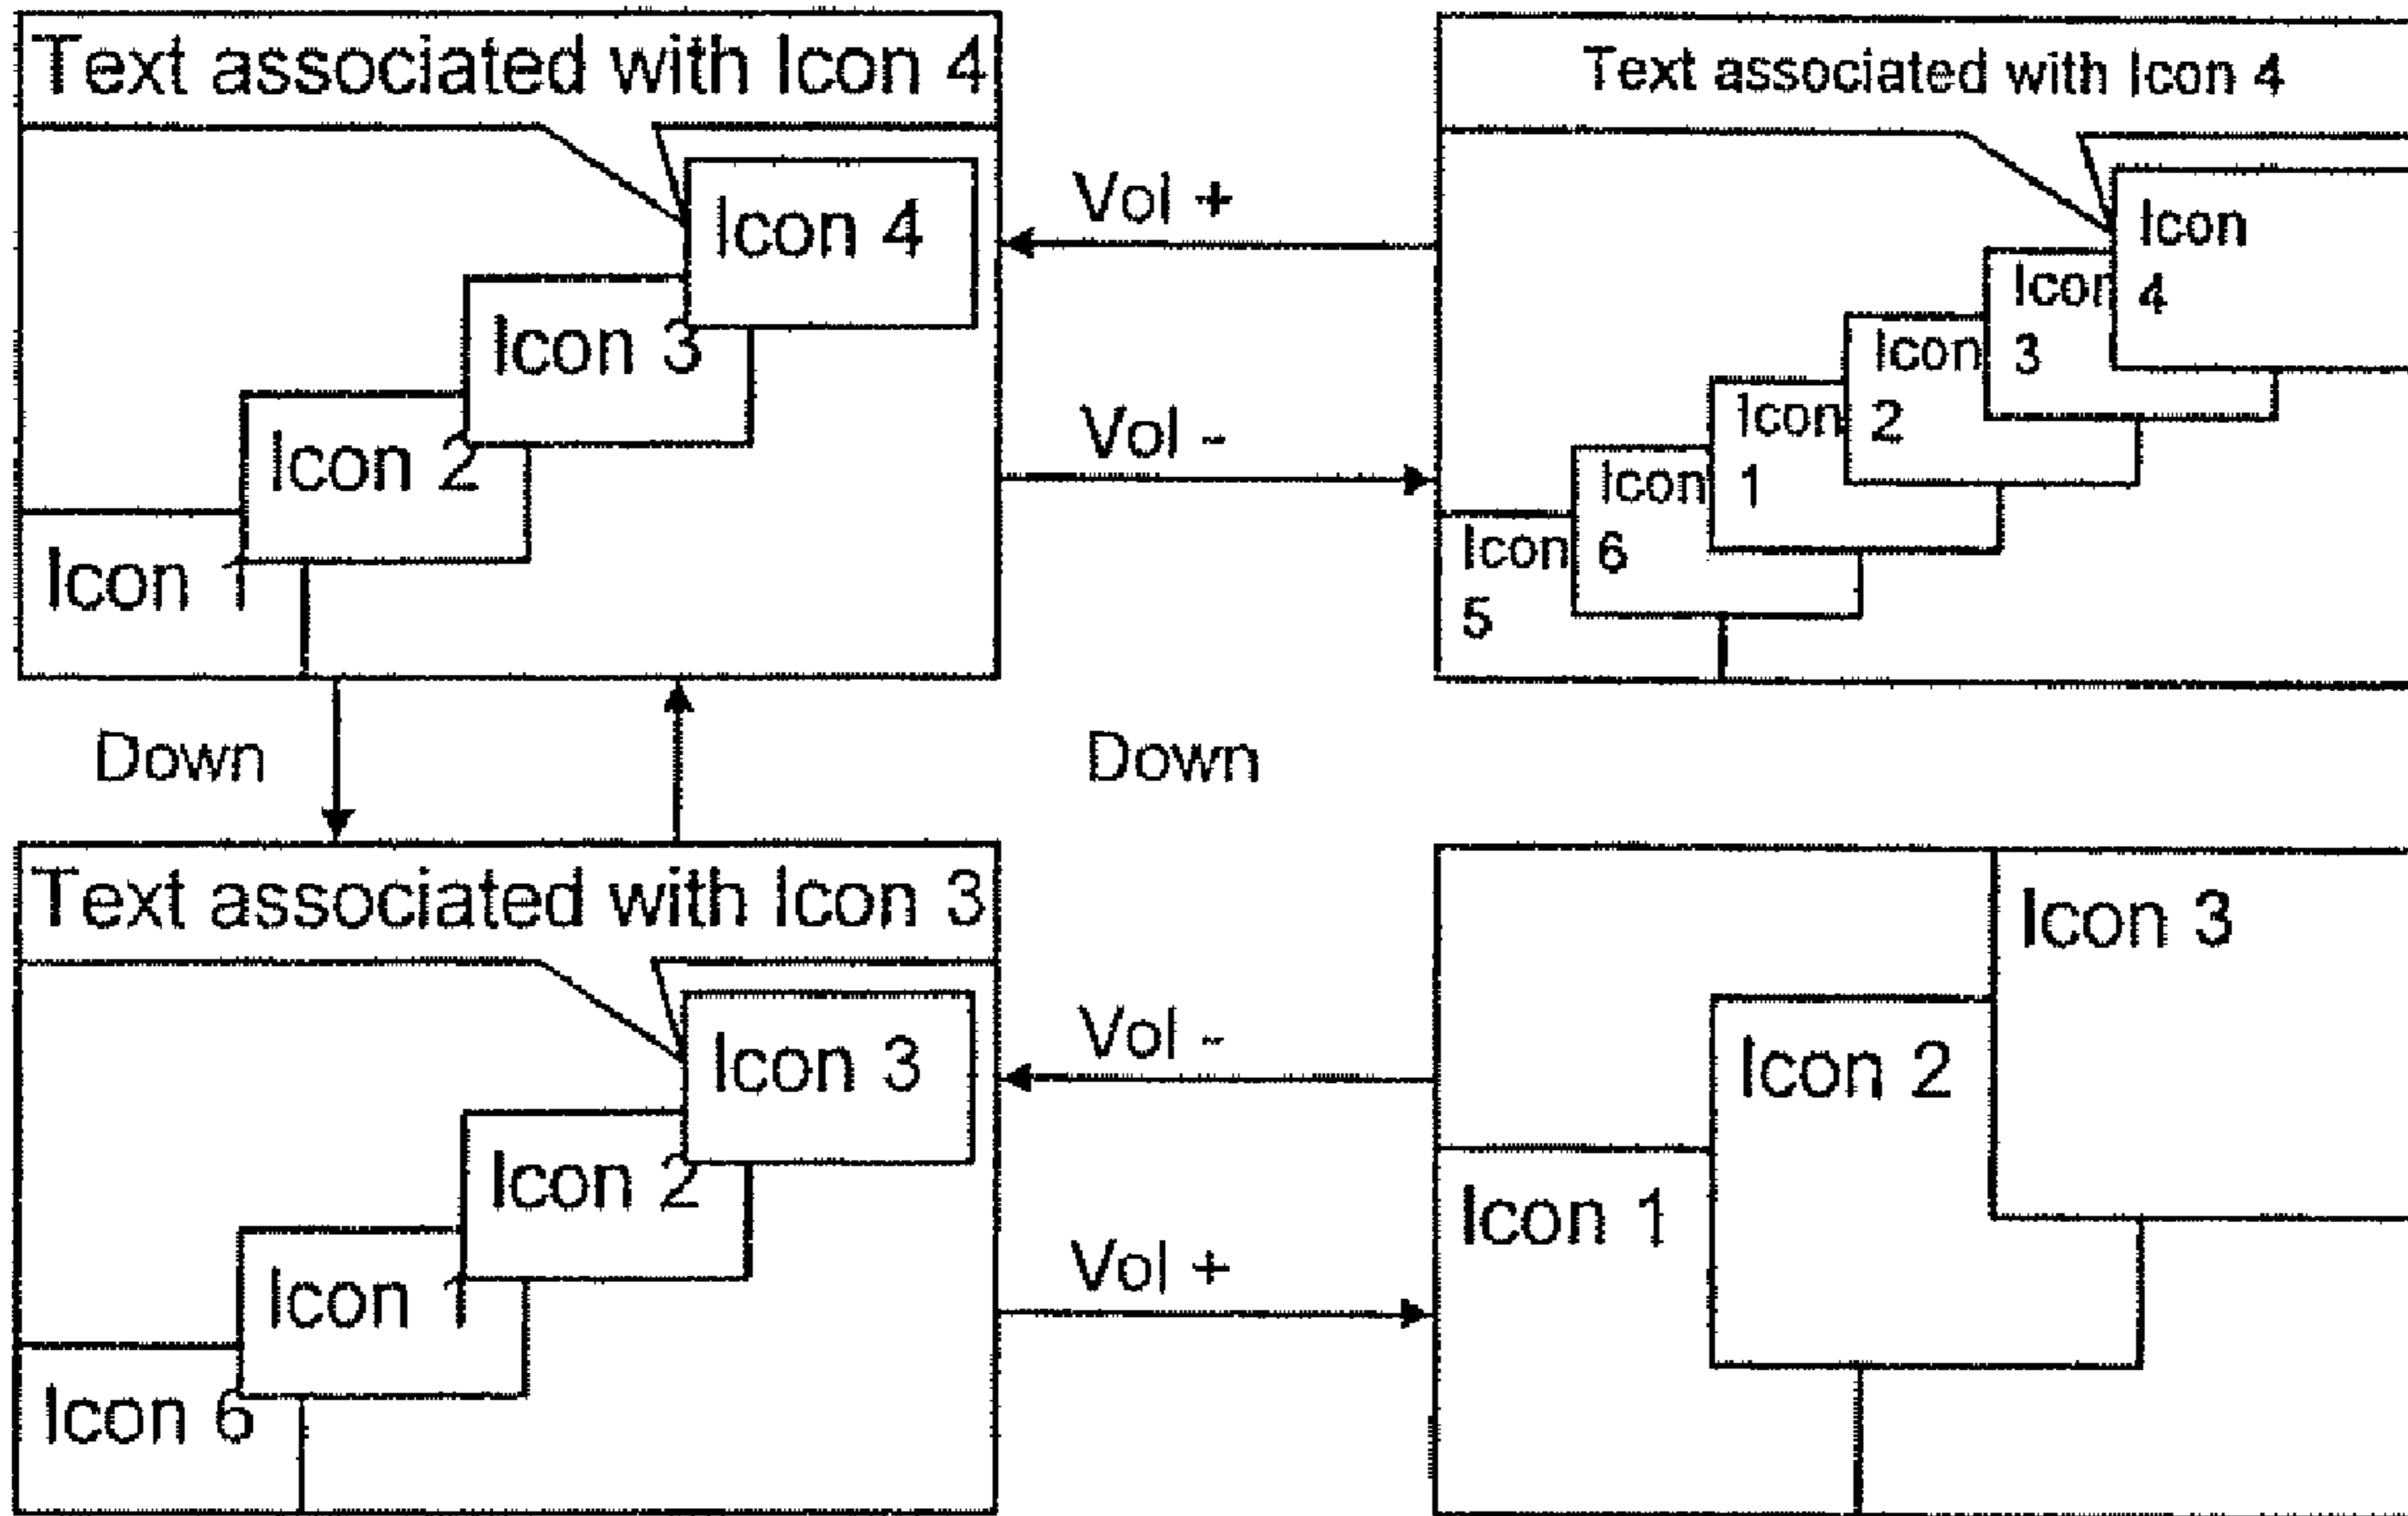 Text associated with Icon 4
Icon 4
Icon 3
Icon 2
Icon 1
Vol +
Vol -
Text associated with Icon 4
Icon
4
Icon
3
Icon
2
Icon
1
Icon
6
Icon
5
Down
Down
Text associated with Icon 3
Icon 3
Icon 2
Icon 1
Icon 6
Vol -
Vol +
Icon 3
Icon 2
Icon 1